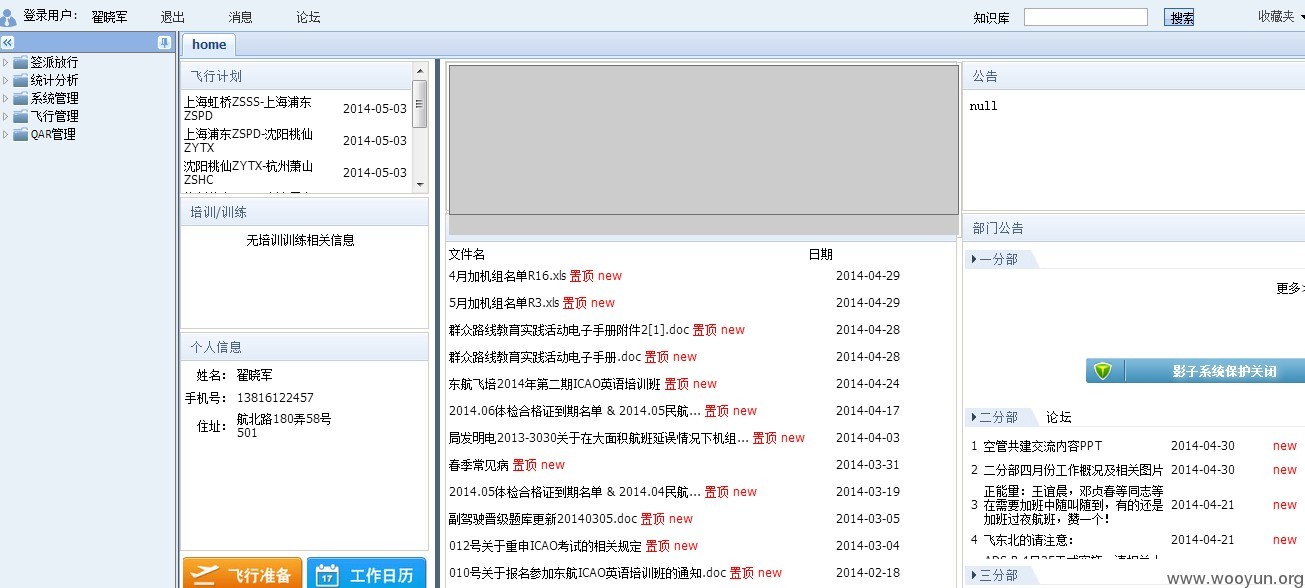 登录用户: 翟晓军 退出 消息 论坛 知识库 搜索 收藏夹
home
签派放行
统计分析
系统管理
飞行管理
QAR管理
飞行计划
上海虹桥ZSSS-上海浦东ZSPD 2014-05-03
上海浦东ZSPD-沈阳桃仙ZYTX 2014-05-03
沈阳桃仙ZYTX-杭州萧山ZSHC 2014-05-03
培训/训练
无培训训练相关信息
个人信息
姓名: 翟晓军
手机号: 13816122457
住址: 航北路180弄58号501
飞行准备 17 工作日历
文件名 日期
4月加机组名单R16.xls 置顶 new 2014-04-29
5月加机组名单R3.xls 置顶 new 2014-04-29
群众路线教育实践活动电子手册附件2[1].doc 置顶 new 2014-04-28
群众路线教育实践活动电子手册.doc 置顶 new 2014-04-28
东航飞培2014年第二期ICAO英语培训班 置顶 new 2014-04-24
2014.06体检合格证到期名单 & 2014.05民航... 置顶 new 2014-04-17
局发明电2013-3030关于在大面积航班延误情况下机组... 置顶 new 2014-04-03
春季常见病 置顶 new 2014-03-31
2014.05体检合格证到期名单 & 2014.04民航... 置顶 new 2014-03-19
副驾驶晋级题库更新20140305.doc 置顶 new 2014-03-05
012号关于重申ICAO考试的相关规定 置顶 new 2014-03-04
010号关于报名参加东航ICAO英语培训班的通知.doc 置顶 new 2014-02-18
公告
null
部门公告
一分部
更多>
影子系统保护关闭
二分部 论坛
1 空管共建交流内容PPT 2014-04-30 new
2 二分部四月份工作概况及相关图片 2014-04-30 new
3 正能量：王谊晨，邓贞春等同志等
在需要加班中随叫随到，有的还是 2014-04-21 new
加班过夜航班，赞一个！
4 飞东北的请注意： 2014-04-21 new
三分部
www.wooyun.org